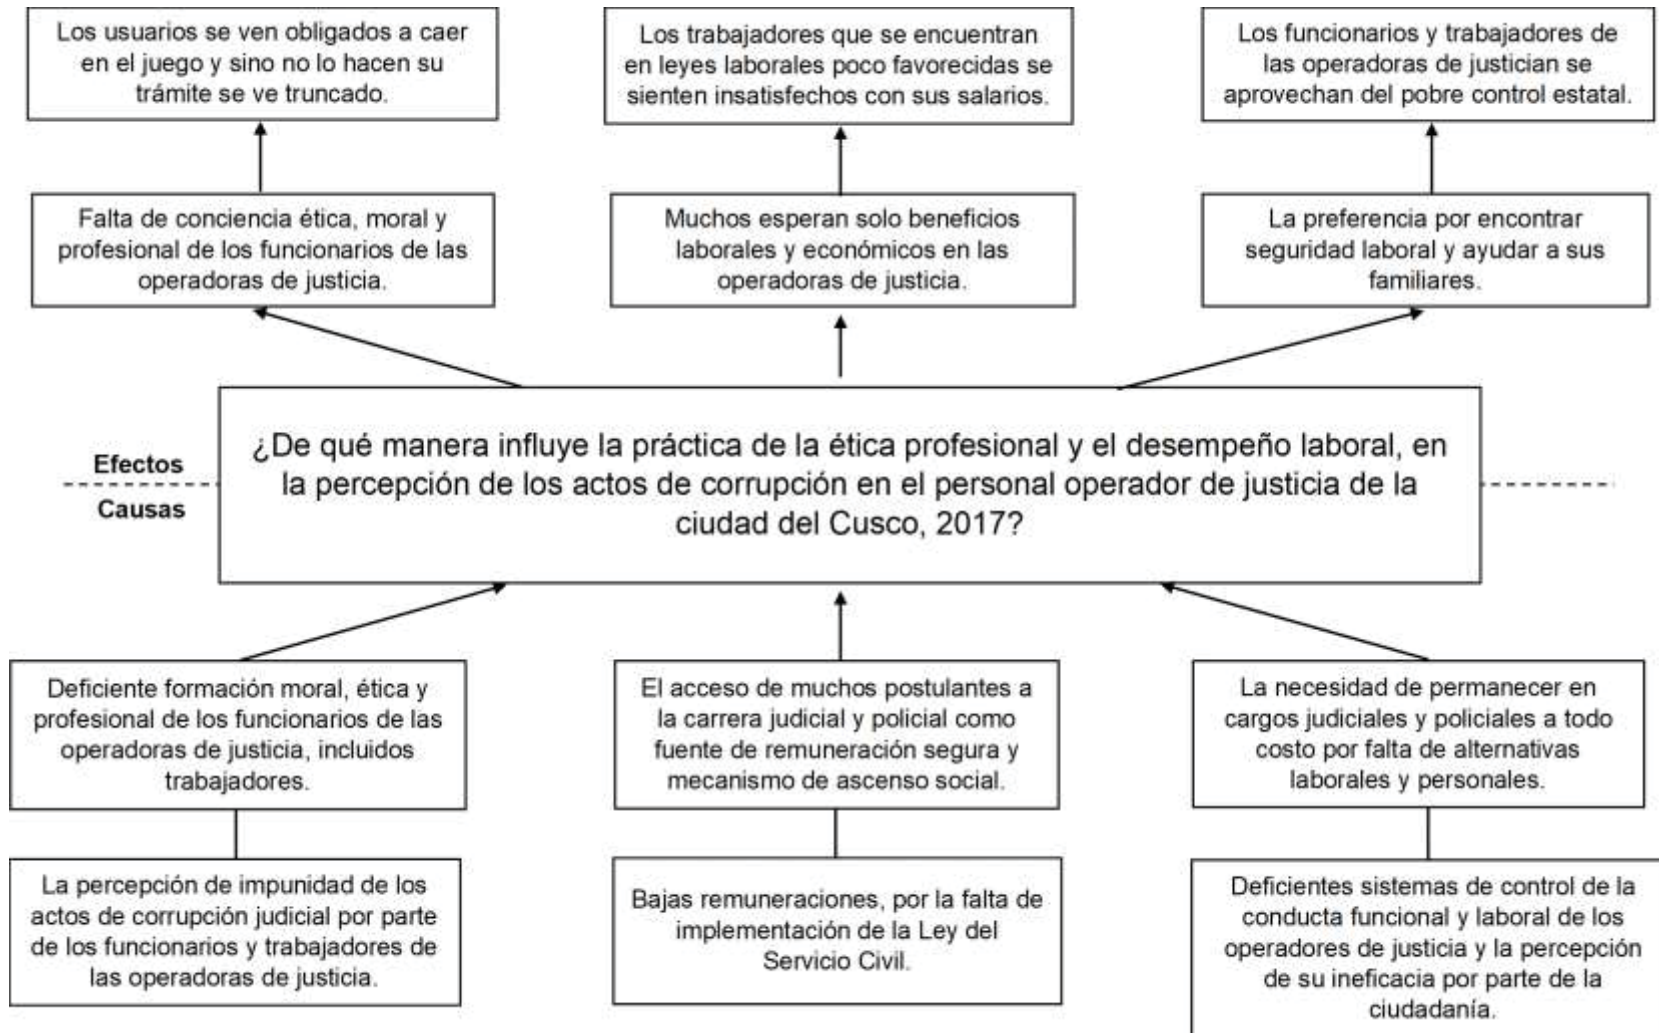 Los usuarios se ven obligados a caer
en el juego y sino no lo hacen su
trámite se ve truncado.
Los trabajadores que se encuentran
en leyes laborales poco favorecidas se
sienten insatisfechos con sus salarios.
Los funcionarios y trabajadores de
las operadoras de justician se
aprovechan del pobre control estatal.
Falta de conciencia ética, moral y
profesional de los funcionarios de las
operadoras de justicia.
Muchos esperan solo beneficios
laborales y económicos en las
operadoras de justicia.
La preferencia por encontrar
seguridad laboral y ayudar a sus
familiares.
Efectos
Causas
¿De qué manera influye la práctica de la ética profesional y el desempeño laboral, en
la percepción de los actos de corrupción en el personal operador de justicia de la
ciudad del Cusco, 2017?
Deficiente formación moral, ética y
profesional de los funcionarios de las
operadoras de justicia, incluidos
trabajadores.
El acceso de muchos postulantes a
la carrera judicial y policial como
fuente de remuneración segura y
mecanismo de ascenso social.
La necesidad de permanecer en
cargos judiciales y policiales a todo
costo por falta de alternativas
laborales y personales.
La percepción de impunidad de los
actos de corrupción judicial por parte
de los funcionarios y trabajadores de
las operadoras de justicia.
Bajas remuneraciones, por la falta de
implementación de la Ley del
Servicio Civil.
Deficientes sistemas de control de la
conducta funcional y laboral de los
operadores de justicia y la percepción
de su ineficacia por parte de la
ciudadanía.